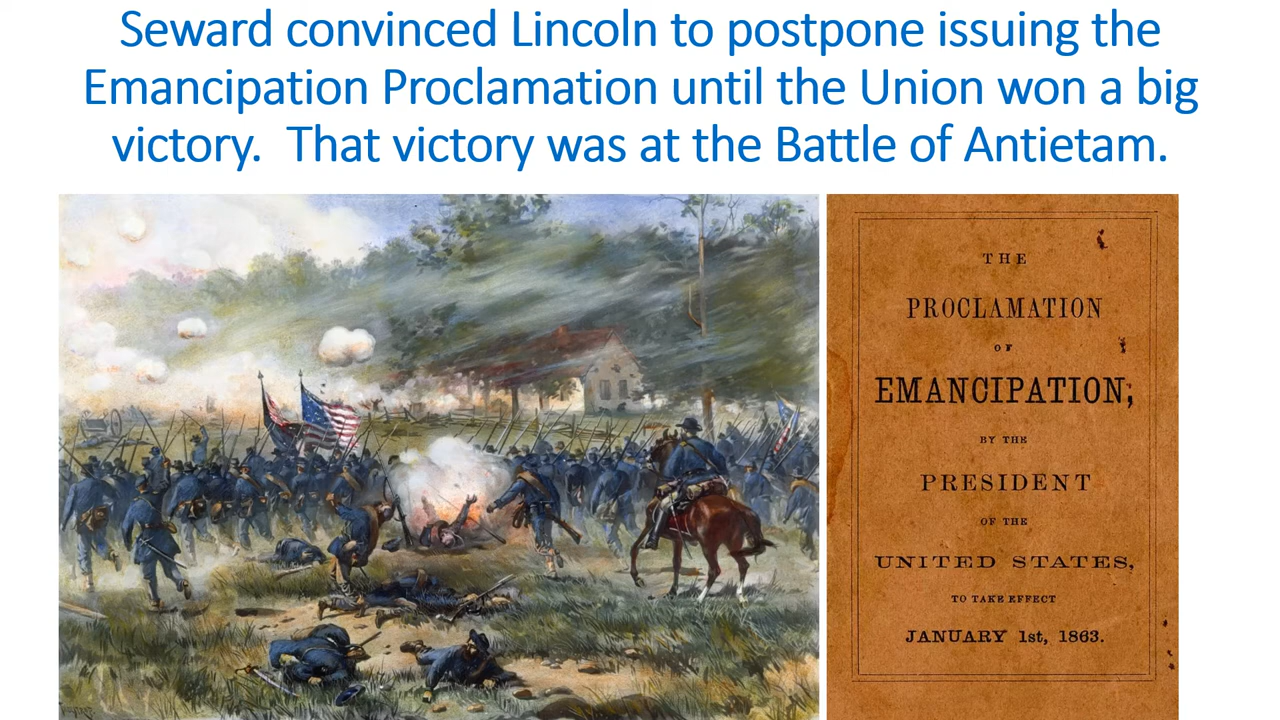 Seward convinced Lincoln to postpone issuing the
Emancipation Proclamation until the Union won a big
victory.  That victory was at the Battle of Antietam.
THE
PROCLAMATION
OF
EMANCIPATION;
BY THE
PRESIDENT
OF THE
UNITED STATES,
TO TAKE EFFECT
JANUARY 1st, 1863.